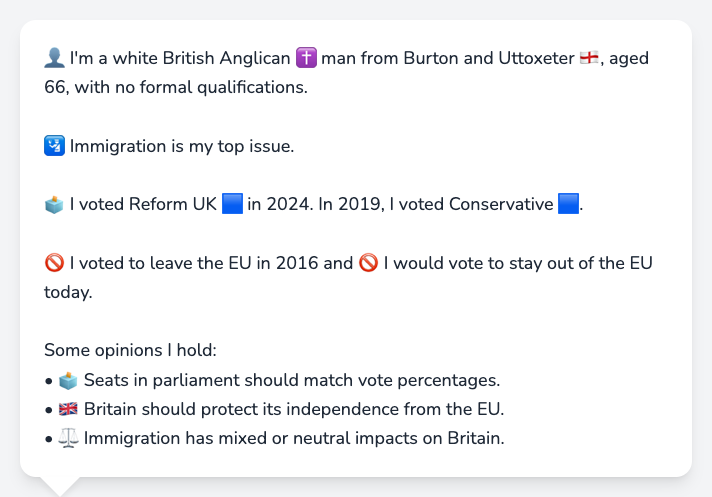 👤 I'm a white British Anglican ✝️ man from Burton and Uttoxeter 🏴󠁧󠁢󠁥󠁮󠁧󠁿, aged
66, with no formal qualifications.
🛂 Immigration is my top issue.
🗳️ I voted Reform UK 🟦 in 2024. In 2019, I voted Conservative 🟦.
🚫 I voted to leave the EU in 2016 and 🚫 I would vote to stay out of the EU
today.
Some opinions I hold:
• 🗳️ Seats in parliament should match vote percentages.
• 🇬🇧 Britain should protect its independence from the EU.
• ⚖️ Immigration has mixed or neutral impacts on Britain.